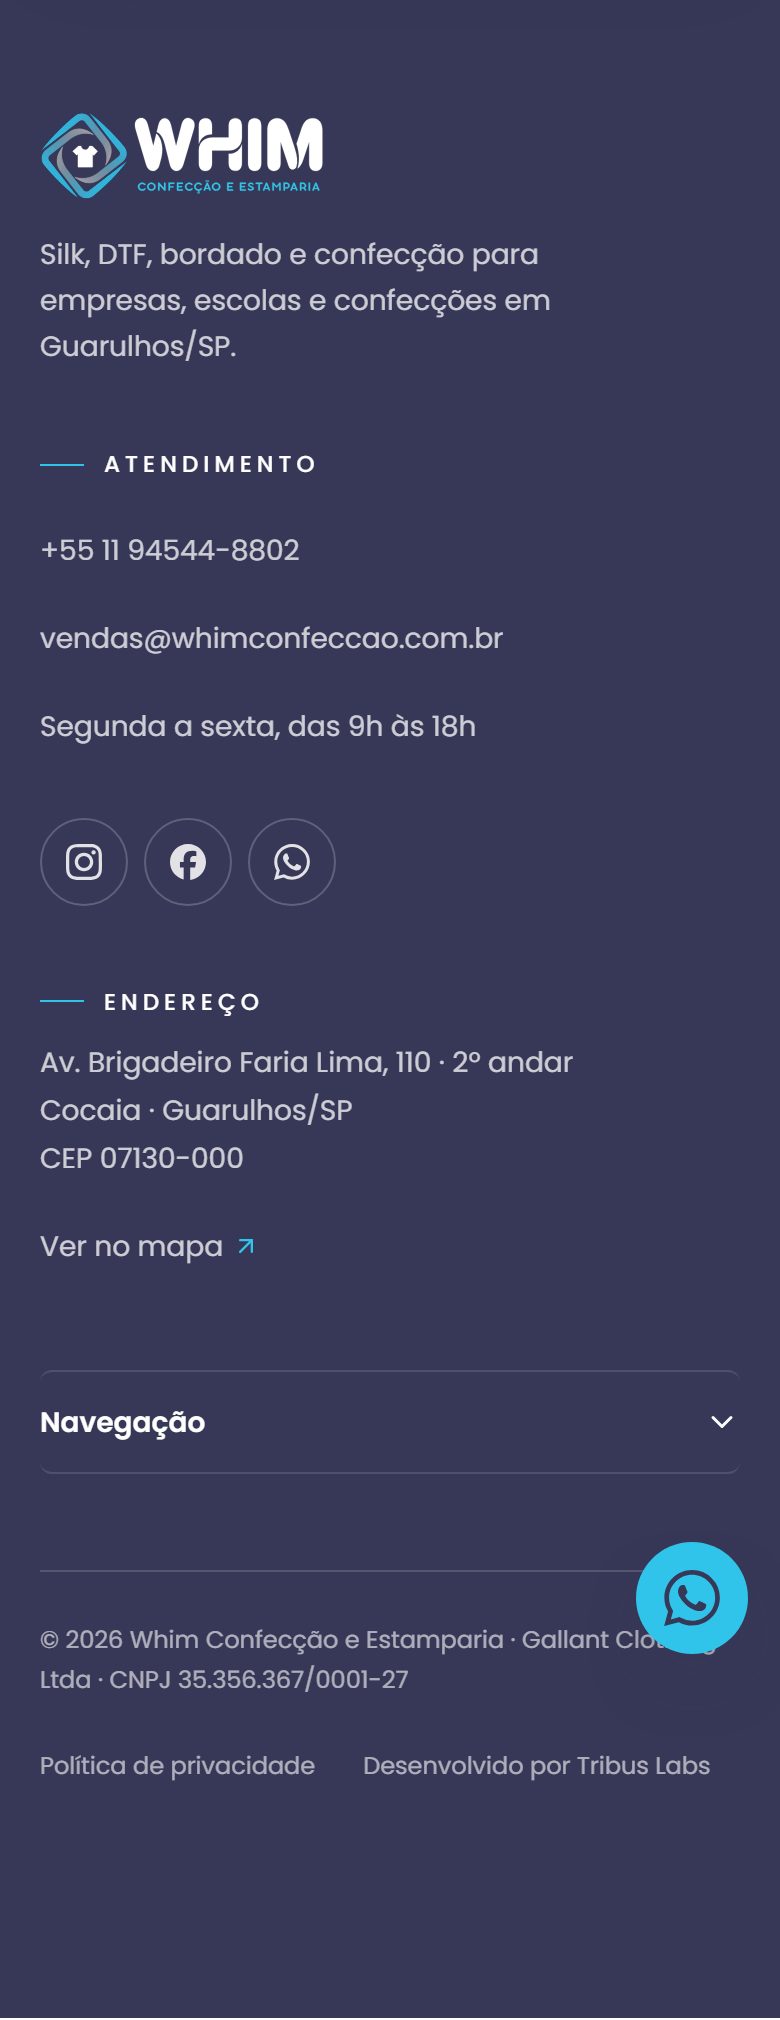 WHIM
CONFECÇÃO E ESTAMPARIA
Silk, DTF, bordado e confecção para
empresas, escolas e confecções em
Guarulhos/SP.
ATENDIMENTO
+55 11 94544-8802
vendas@whimconfeccao.com.br
Segunda a sexta, das 9h às 18h
ENDEREÇO
Av. Brigadeiro Faria Lima, 110 · 2º andar
Cocaia · Guarulhos/SP
CEP 07130-000
Ver no mapa
Navegação
© 2026 Whim Confecção e Estamparia · Gallant
Ltda · CNPJ 35.356.367/0001-27
Política de privacidade Desenvolvido por Tribus Labs